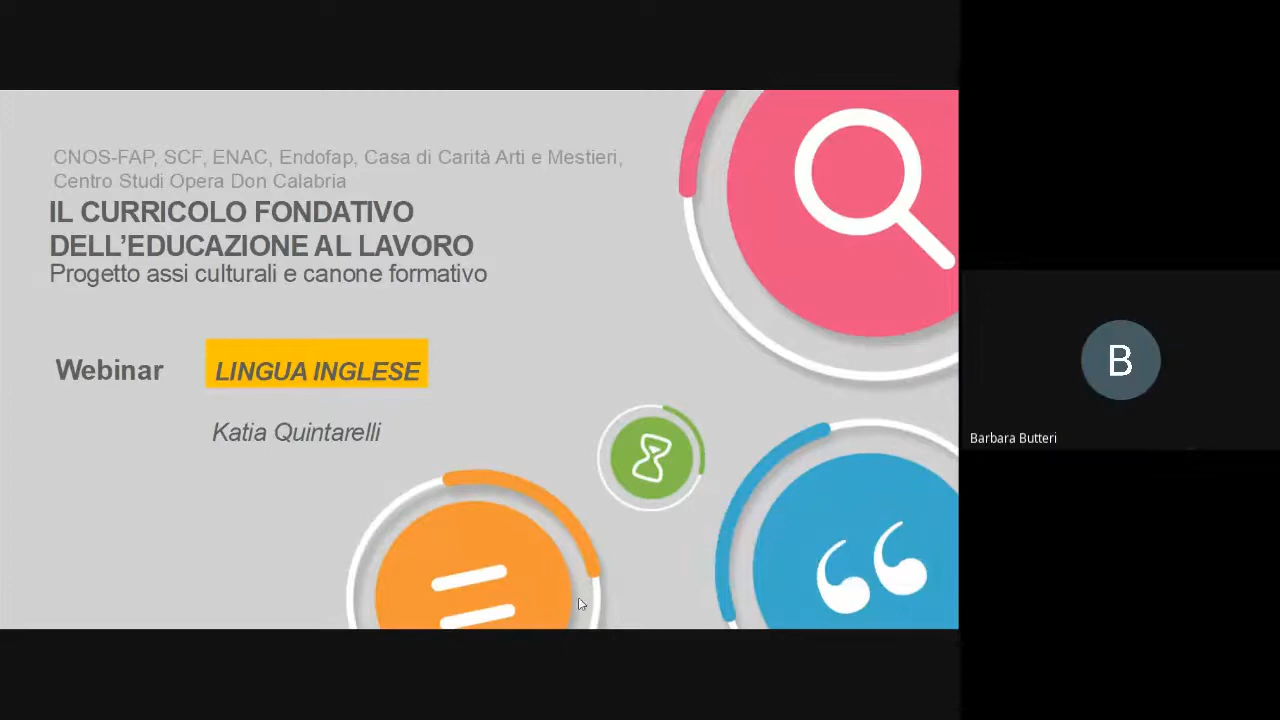 CNOS-FAP, SCF, ENAC, Endofap, Casa di Carità Arti e Mestieri,
Centro Studi Opera Don Calabria
IL CURRICOLO FONDATIVO
DELL’EDUCAZIONE AL LAVORO
Progetto assi culturali e canone formativo
Webinar LINGUA INGLESE
Katia Quintarelli
B
Barbara Butteri